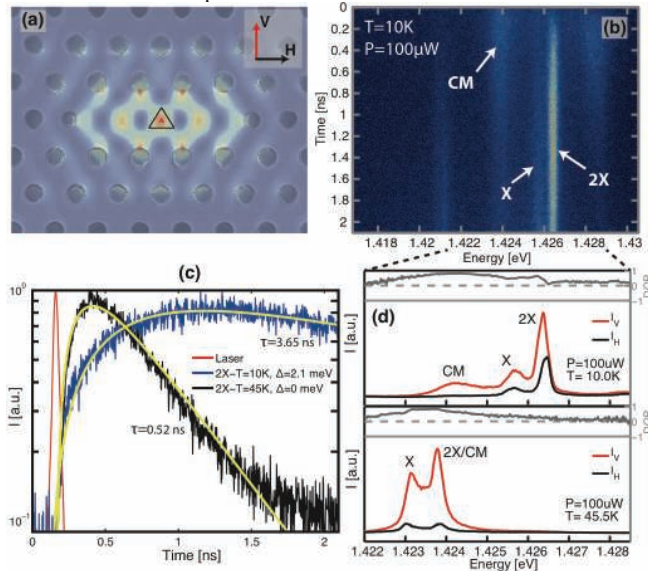 (a)
V
H
(b)
T=10K
P=100μW
CM
X
2X
Time [ns]
0
0.2
0.4
0.6
0.8
1
1.2
1.4
1.6
1.8
2
1.418 1.42 1.422 1.424 1.426 1.428 1.43
Energy [eV]
(c)
I [a.u.]
10⁰
10⁻¹
τ=3.65 ns
Laser
2X-T=10K, Δ=2.1 meV
2X-T=45K, Δ=0 meV
τ=0.52 ns
0 0.5 1 1.5 2
Time [ns]
(d)
1
0
-1
DOP
I [a.u.]
2X
X
CM
I_V
I_H
P=100uW
T= 10.0K
1
0
-1
DOP
I [a.u.]
X
2X/CM
I_V
I_H
P=100uW
T= 45.5K
1.422 1.423 1.424 1.425 1.426 1.427 1.428
Energy [eV]